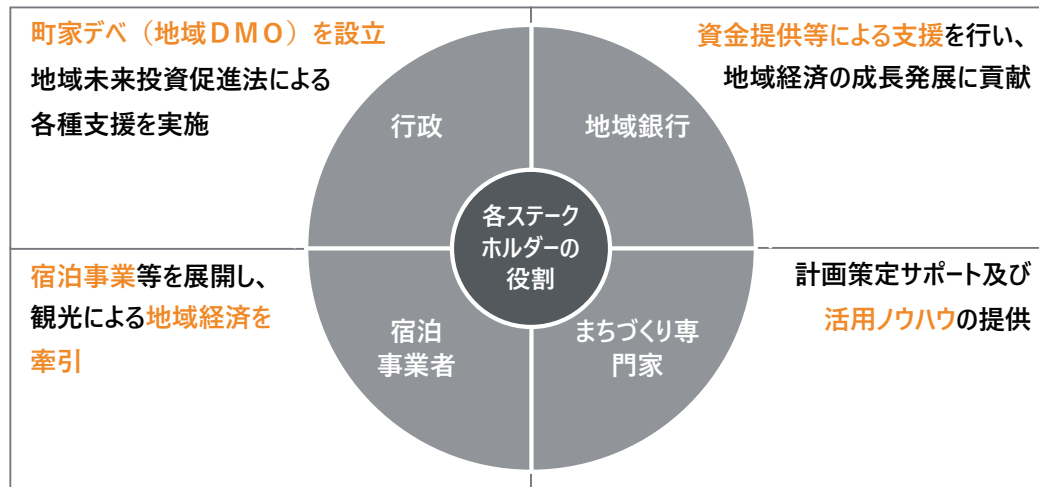 町家デベ（地域ＤＭＯ）を設立
地域未来投資促進法による
各種支援を実施
行政
地域銀行
資金提供等による支援を行い、
地域経済の成長発展に貢献
各ステーク
ホルダーの
役割
宿泊事業等を展開し、
観光による地域経済を
牽引
宿泊
事業者
まちづくり専
門家
計画策定サポート及び
活用ノウハウの提供